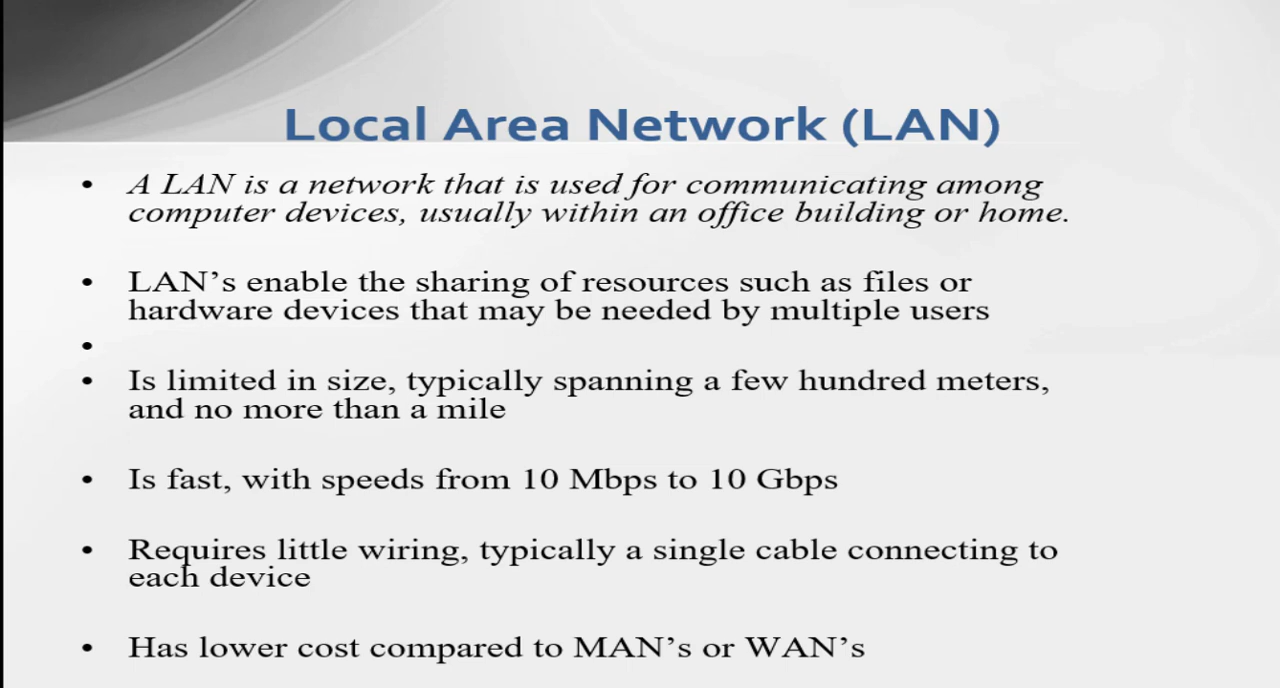 Local Area Network (LAN)
• A LAN is a network that is used for communicating among
computer devices, usually within an office building or home.
• LAN’s enable the sharing of resources such as files or
hardware devices that may be needed by multiple users
•
• Is limited in size, typically spanning a few hundred meters,
and no more than a mile
• Is fast, with speeds from 10 Mbps to 10 Gbps
• Requires little wiring, typically a single cable connecting to
each device
• Has lower cost compared to MAN’s or WAN’s